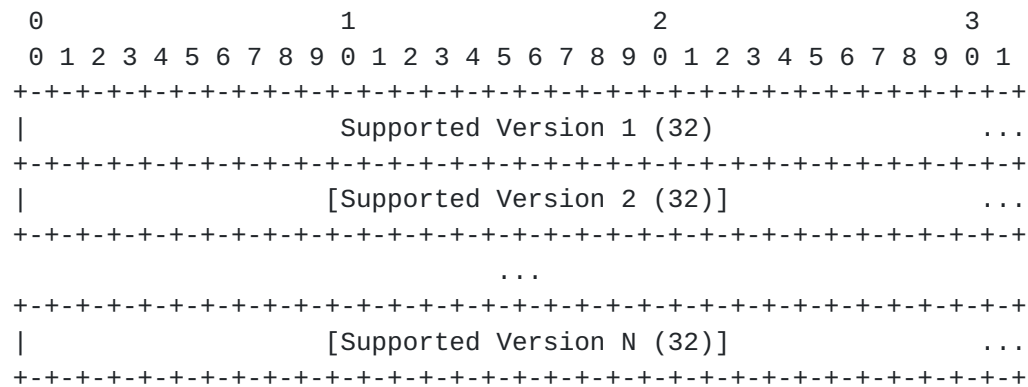 0                   1                   2                   3
 0 1 2 3 4 5 6 7 8 9 0 1 2 3 4 5 6 7 8 9 0 1 2 3 4 5 6 7 8 9 0 1
+-+-+-+-+-+-+-+-+-+-+-+-+-+-+-+-+-+-+-+-+-+-+-+-+-+-+-+-+-+-+-+-+
|                    Supported Version 1 (32)                 ...
+-+-+-+-+-+-+-+-+-+-+-+-+-+-+-+-+-+-+-+-+-+-+-+-+-+-+-+-+-+-+-+-+
|                   [Supported Version 2 (32)]                ...
+-+-+-+-+-+-+-+-+-+-+-+-+-+-+-+-+-+-+-+-+-+-+-+-+-+-+-+-+-+-+-+-+
                               ...
+-+-+-+-+-+-+-+-+-+-+-+-+-+-+-+-+-+-+-+-+-+-+-+-+-+-+-+-+-+-+-+-+
|                   [Supported Version N (32)]                ...
+-+-+-+-+-+-+-+-+-+-+-+-+-+-+-+-+-+-+-+-+-+-+-+-+-+-+-+-+-+-+-+-+